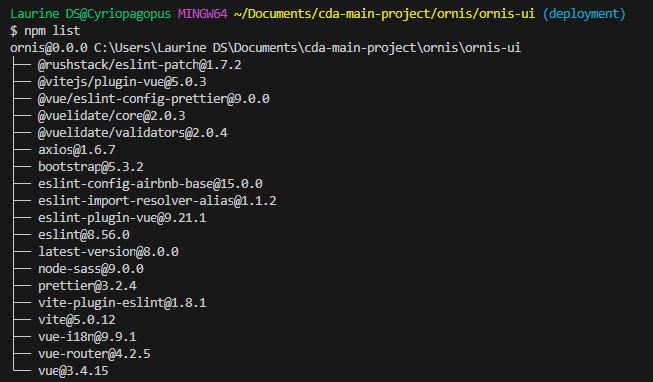 Laurine DS@Cyriopagopus MINGW64 ~/Documents/cda-main-project/ornis/ornis-ui (deployment)
$ npm list
ornis@0.0.0 C:\Users\Laurine DS\Documents\cda-main-project\ornis\ornis-ui
├── @rushstack/eslint-patch@1.7.2
├── @vitejs/plugin-vue@5.0.3
├── @vue/eslint-config-prettier@9.0.0
├── @vuelidate/core@2.0.3
├── @vuelidate/validators@2.0.4
├── axios@1.6.7
├── bootstrap@5.3.2
├── eslint-config-airbnb-base@15.0.0
├── eslint-import-resolver-alias@1.1.2
├── eslint-plugin-vue@9.21.1
├── eslint@8.56.0
├── latest-version@8.0.0
├── node-sass@9.0.0
├── prettier@3.2.4
├── vite-plugin-eslint@1.8.1
├── vite@5.0.12
├── vue-i18n@9.9.1
├── vue-router@4.2.5
└── vue@3.4.15